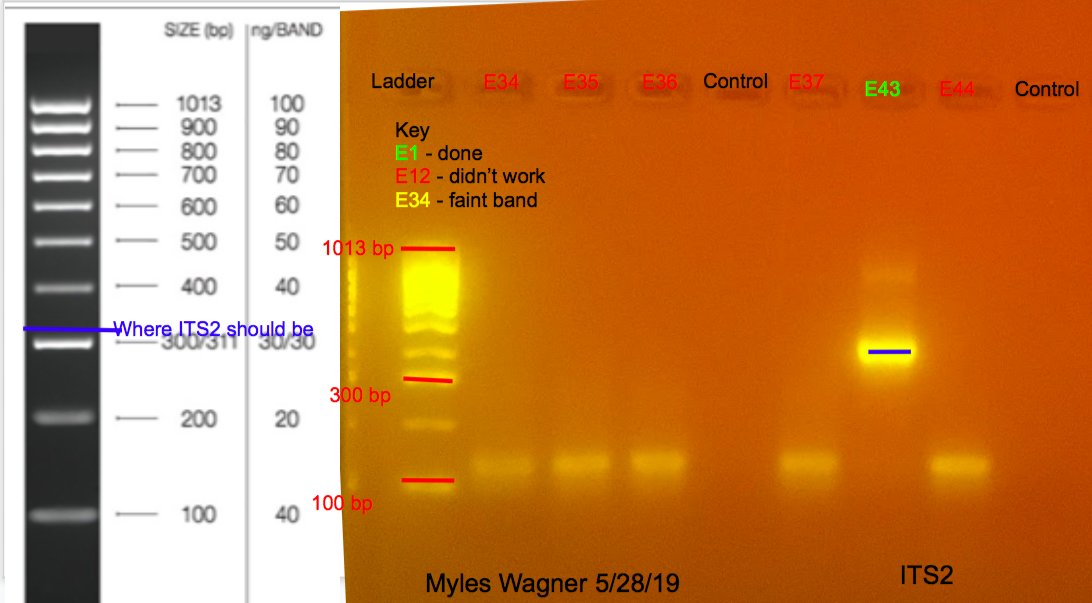 SIZE (bp) ng/BAND
1013 100
900 90
800 80
700 70
600 60
500 50
400 40
Where ITS2 should be
300/311 30/30
200 20
100 40
Ladder E34 E35 E36 Control E37 E43 E44 Control
Key
E1 - done
E12 - didn't work
E34 - faint band
1013 bp
300 bp
100 bp
Myles Wagner 5/28/19
ITS2